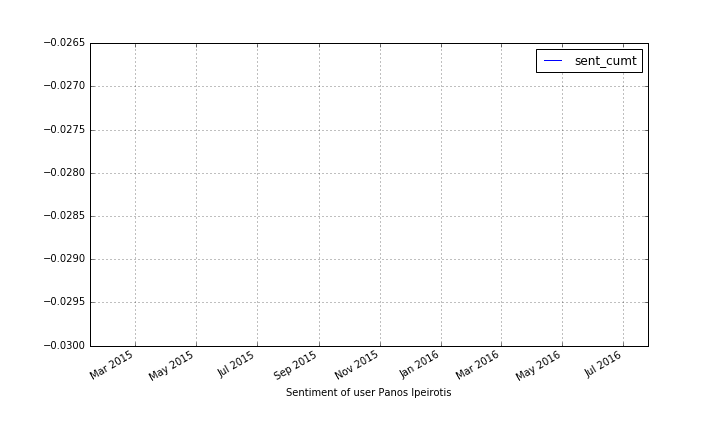 −0.0265
sent_cumt
−0.0270
−0.0275
−0.0280
−0.0285
−0.0290
−0.0295
−0.0300
Mar 2015 May 2015 Jul 2015 Sep 2015 Nov 2015 Jan 2016 Mar 2016 May 2016 Jul 2016
Sentiment of user Panos Ipeirotis